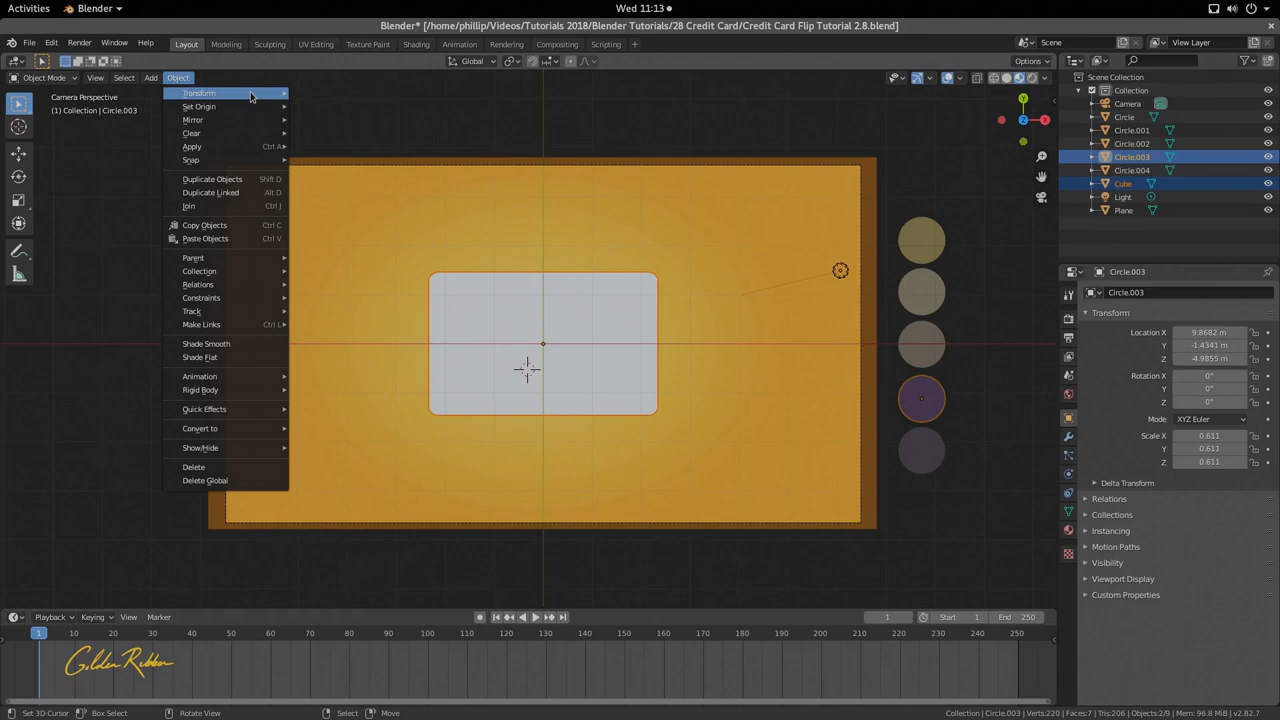 Activities
Blender
Wed 11:13
Blender* [/home/phillip/Videos/Tutorials 2018/Blender Tutorials/28 Credit Card/Credit Card Flip Tutorial 2.8.blend]
File Edit Render Window Help
Layout Modeling Sculpting UV Editing Texture Paint Shading Animation Rendering Compositing Scripting +
Scene
View Layer
Global
Options
Object Mode View Select Add Object
Camera Perspective
(1) Collection | Circle.003
Transform
Set Origin
Mirror
Clear
Apply Ctrl A
Snap
Duplicate Objects Shift D
Duplicate Linked Alt D
Join Ctrl J
Copy Objects Ctrl C
Paste Objects Ctrl V
Parent
Collection
Relations
Constraints
Track
Make Links Ctrl L
Shade Smooth
Shade Flat
Animation
Rigid Body
Quick Effects
Convert to
Show/Hide
Delete
Delete Global
Y
X
Z
Scene Collection
Collection
Camera
Circle
Circle.001
Circle.002
Circle.003
Circle.004
Cube
Light
Plane
Circle.003
Circle.003
Transform
Location X 9.8682 m
Y -1.4341 m
Z -4.9855 m
Rotation X 0°
Y 0°
Z 0°
Mode XYZ Euler
Scale X 0.611
Y 0.611
Z 0.611
Delta Transform
Relations
Collections
Instancing
Motion Paths
Visibility
Viewport Display
Custom Properties
Playback Keying View Marker
1 Start 1 End 250
1 10 20 30 40 50 60 70 80 90 100 110 120 130 140 150 160 170 180 190 200 210 220 230 240 250
Set 3D Cursor Box Select Rotate View Select Move
Collection | Circle.003 | Verts:220 | Faces:7 | Tris:206 | Objects:2/9 | Mem: 96.8 MiB | v2.82.7